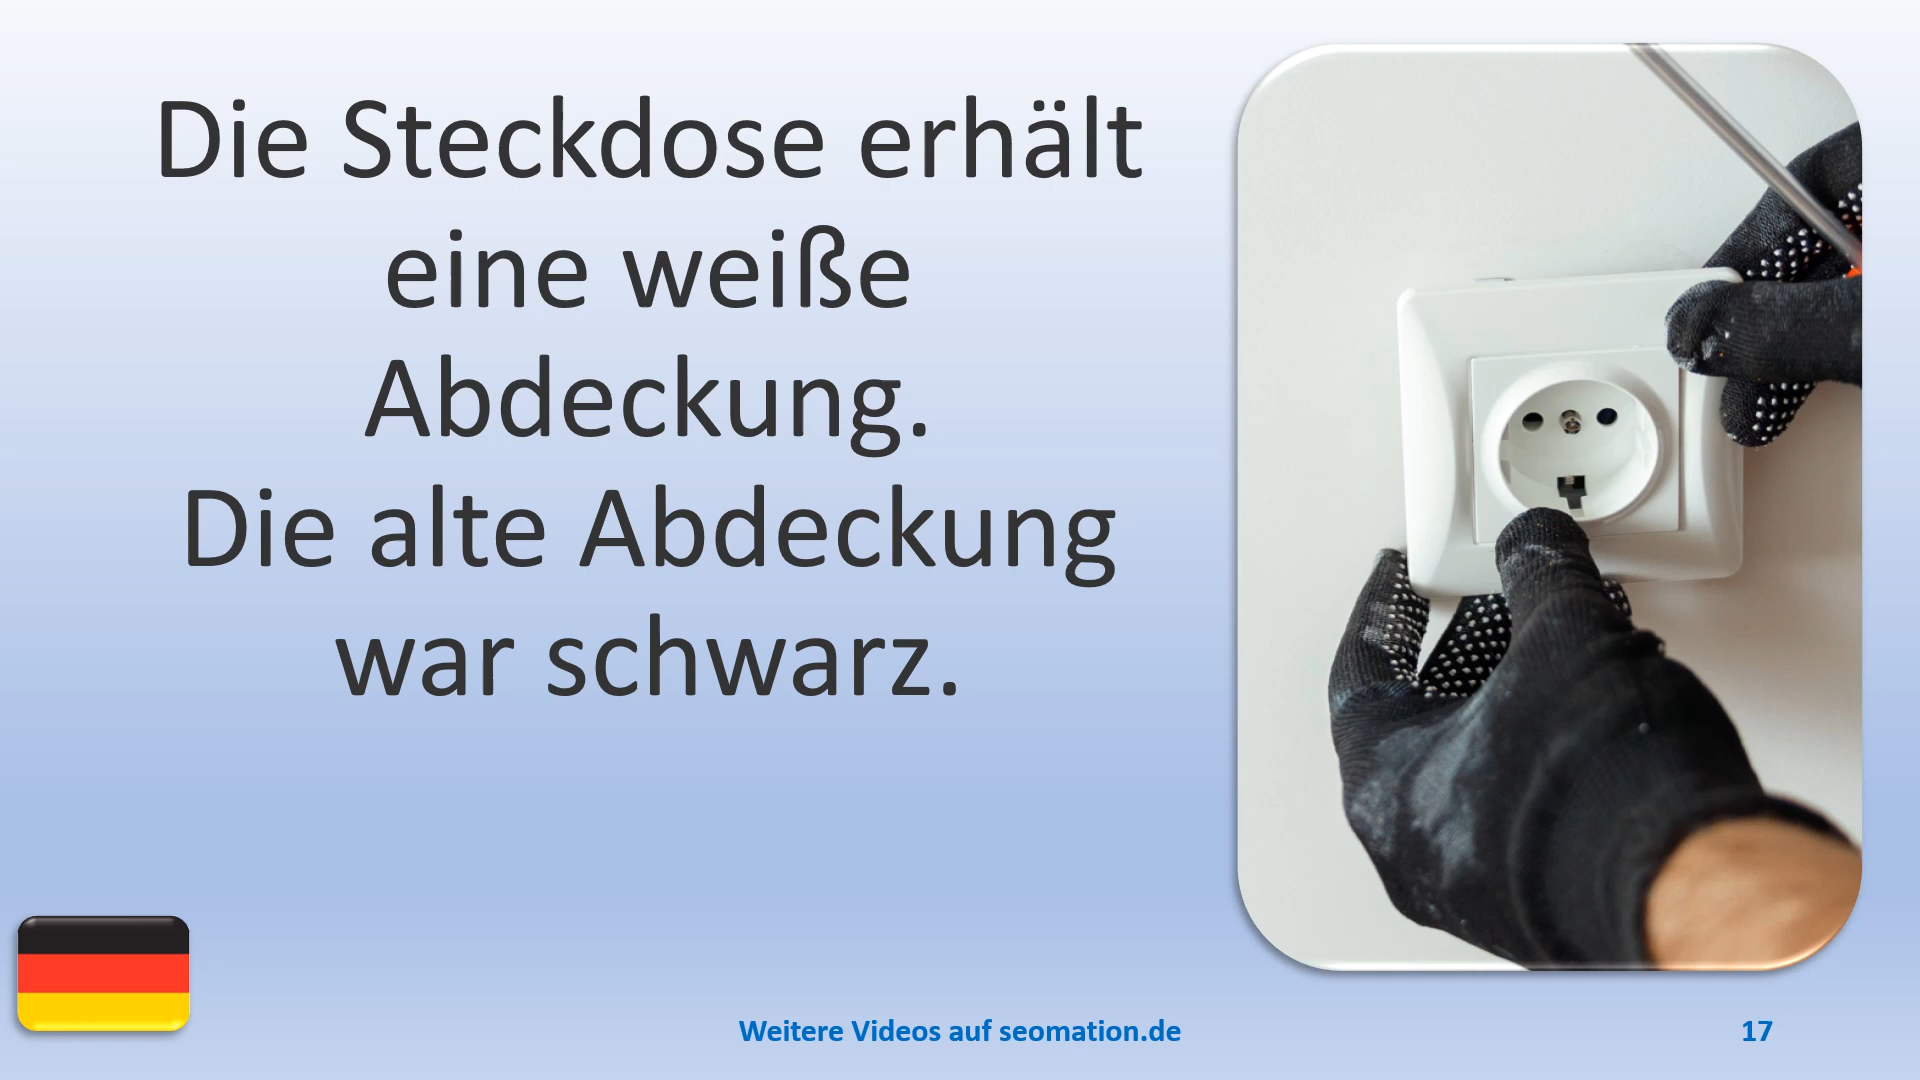 Die Steckdose erhält
eine weiße
Abdeckung.
Die alte Abdeckung
war schwarz.
Weitere Videos auf seomation.de
17